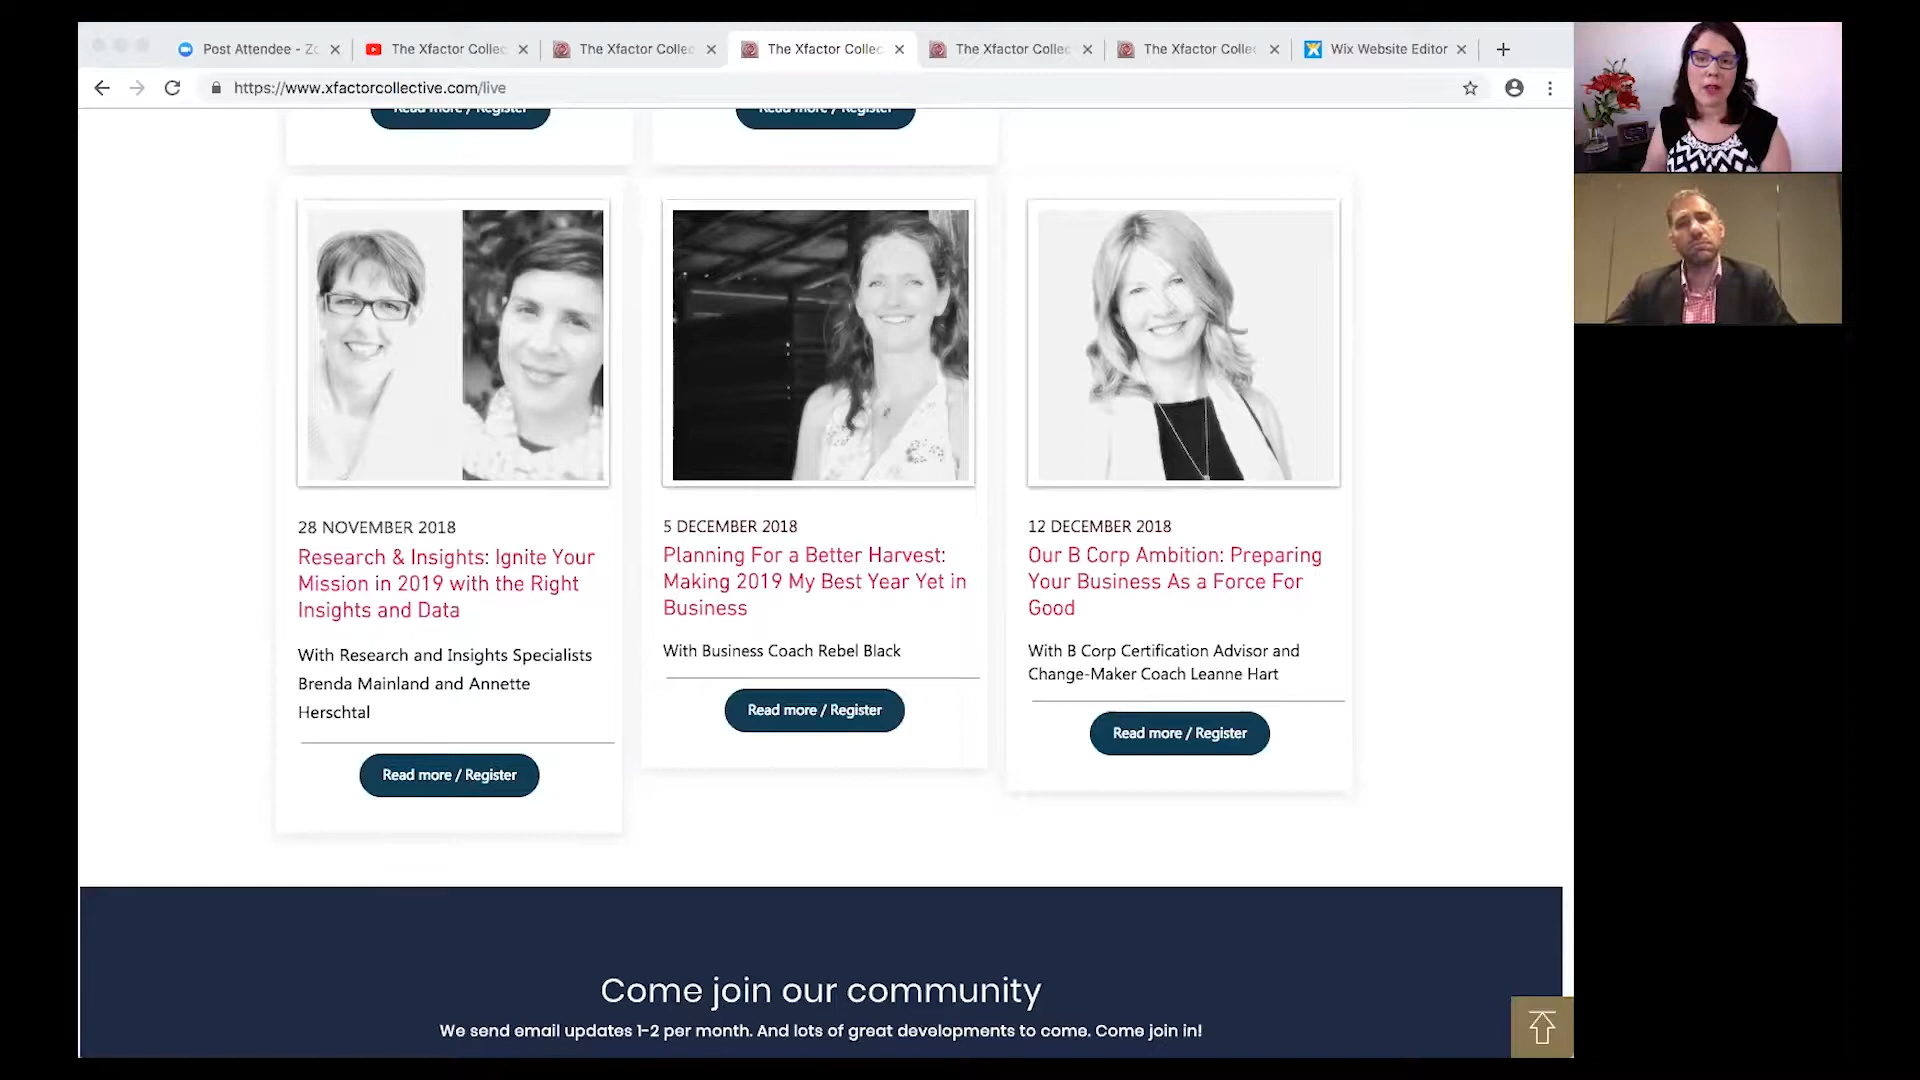 Post Attendee - Zo
The Xfactor Collec
The Xfactor Collec
The Xfactor Collec
The Xfactor Collec
The Xfactor Collec
Wix Website Editor
https://www.xfactorcollective.com/live
Read more / Register
Read more / Register
28 NOVEMBER 2018
Research & Insights: Ignite Your
Mission in 2019 with the Right
Insights and Data
With Research and Insights Specialists
Brenda Mainland and Annette
Herschtal
Read more / Register
5 DECEMBER 2018
Planning For a Better Harvest:
Making 2019 My Best Year Yet in
Business
With Business Coach Rebel Black
Read more / Register
12 DECEMBER 2018
Our B Corp Ambition: Preparing
Your Business As a Force For
Good
With B Corp Certification Advisor and
Change-Maker Coach Leanne Hart
Read more / Register
Come join our community
We send email updates 1-2 per month. And lots of great developments to come. Come join in!